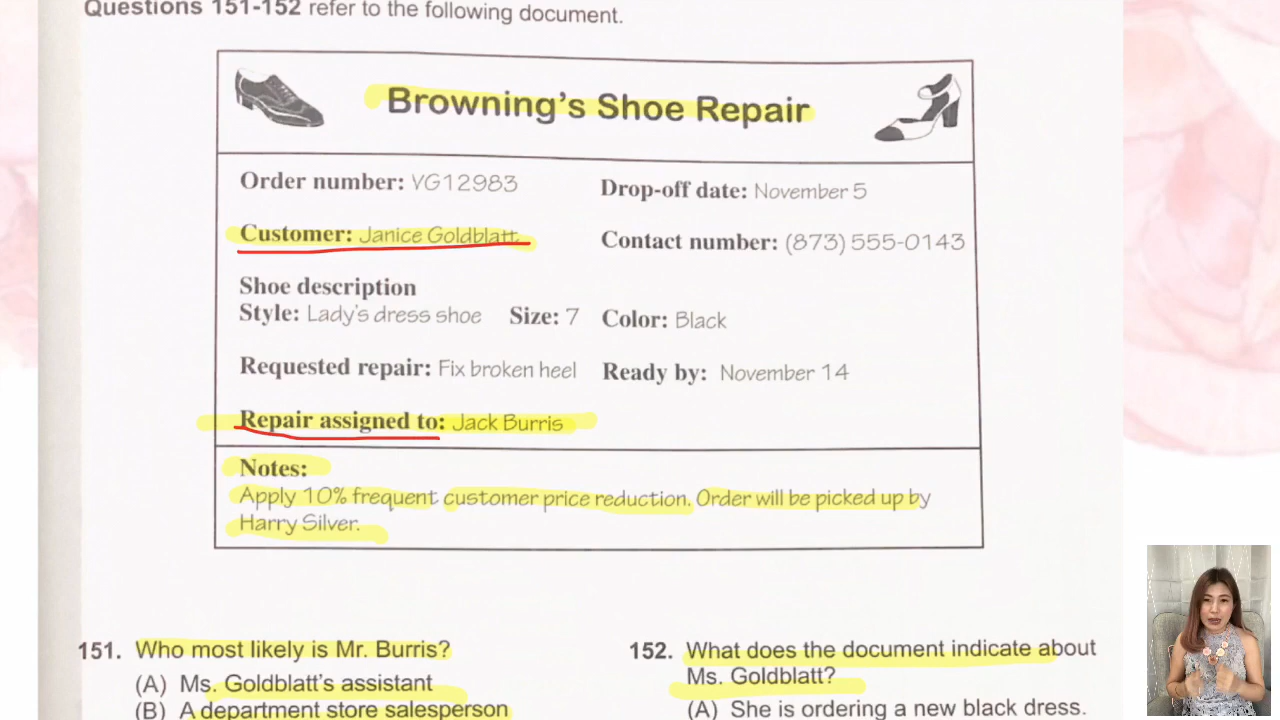 Questions 151-152 refer to the following document.
Browning's Shoe Repair
Order number: VG12983
Drop-off date: November 5
Customer: Janice Goldblatt
Contact number: (873) 555-0143
Shoe description
Style: Lady's dress shoe Size: 7 Color: Black
Requested repair: Fix broken heel
Ready by: November 14
Repair assigned to: Jack Burris
Notes:
Apply 10% frequent customer price reduction. Order will be picked up by
Harry Silver.
151. Who most likely is Mr. Burris?
(A) Ms. Goldblatt's assistant
(B) A department store salesperson
152. What does the document indicate about
Ms. Goldblatt?
(A) She is ordering a new black dress.